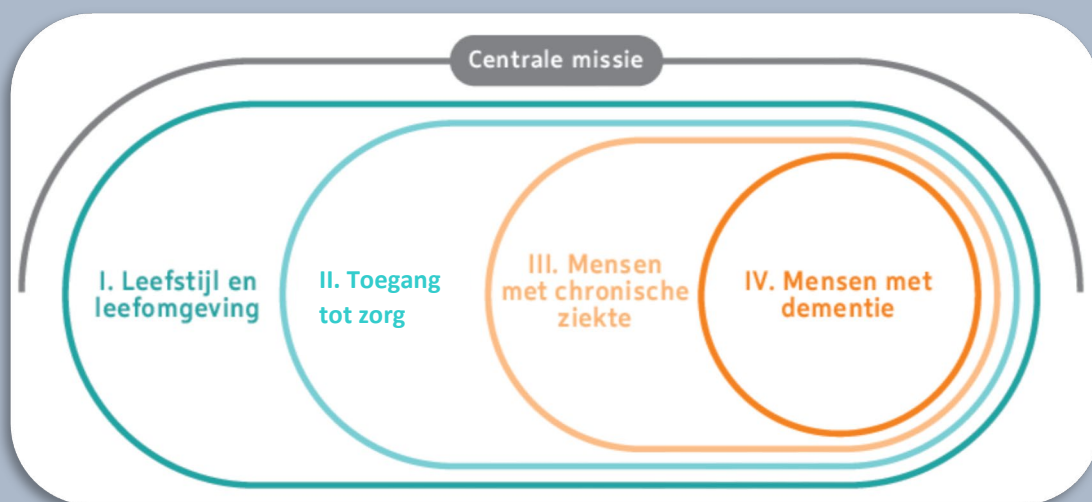 Centrale missie
I. Leefstijl en
leefomgeving
II. Toegang
tot zorg
III. Mensen
met chronische
ziekte
IV. Mensen met
dementie